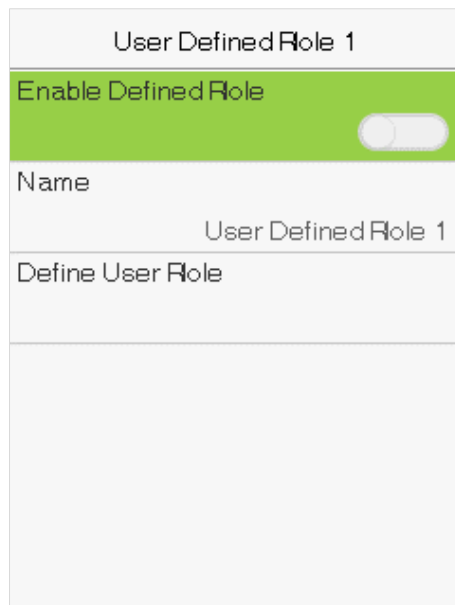 User Defined Role 1
Enable Defined Role
Name
User Defined Role 1
Define User Role